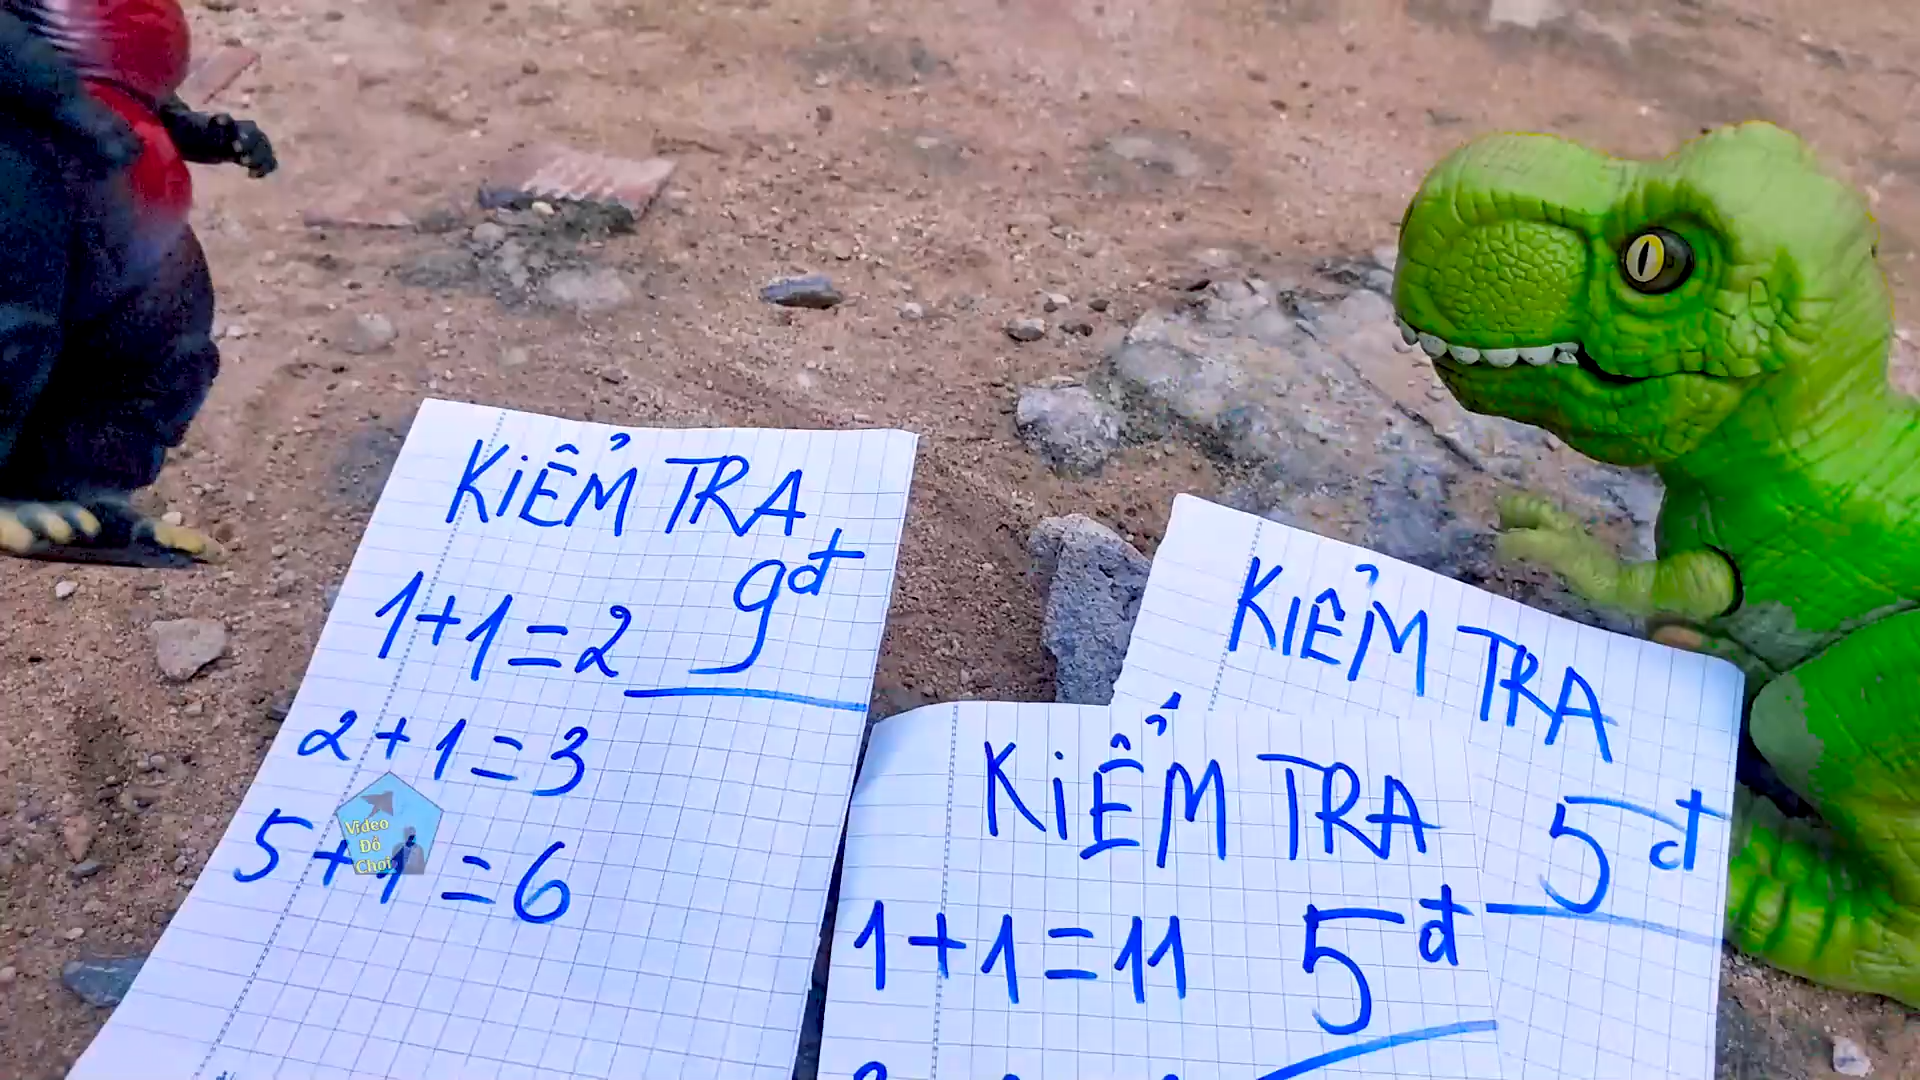 KIỂM TRA
9đ
1+1=2
2+1=3
5+1=6
Video
Đồ
Chơi
KIỂM TRA
5đ
KIỂM TRA
1+1=11
5đ